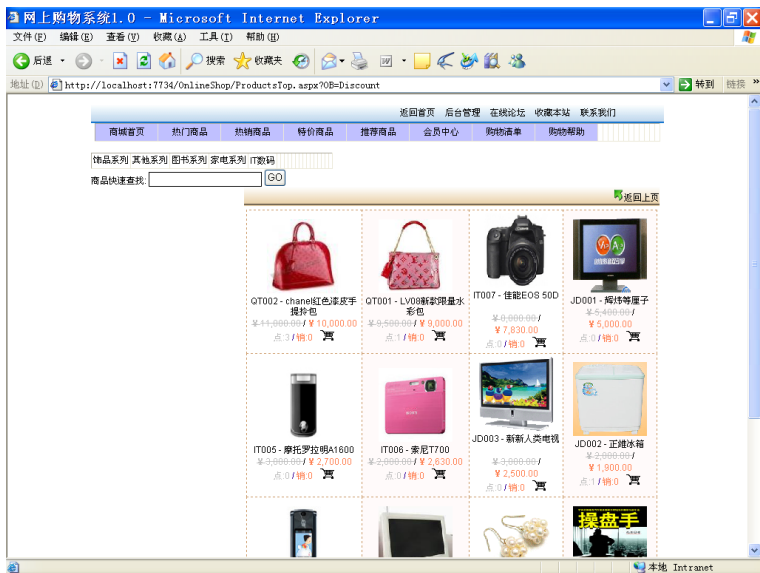 网上购物系统1.0 - Microsoft Internet Explorer
文件(F) 编辑(E) 查看(V) 收藏(A) 工具(T) 帮助(H)
后退 搜索 收藏夹
地址(D) http://localhost:7734/OnlineShop/ProductsTop.aspx?OB=Discount 转到 链接 »
返回首页 后台管理 在线论坛 收藏本站 联系我们
商城首页 热门商品 热销商品 特价商品 推荐商品 会员中心 购物清单 购物帮助
饰品系列 其他系列 图书系列 家电系列 IT数码
商品快速查找: GO
返回上页
QT002 - chanel红色漆皮手提拎包
¥11,000.00 / ¥10,000.00
点:3 / 销:0
QT001 - LV08新款限量水彩包
¥9,500.00 / ¥9,000.00
点:1 / 销:0
IT007 - 佳能EOS 50D
¥8,000.00 /
¥7,830.00
点:0 / 销:0
JD001 - 辉炜等厘子
¥5,400.00 /
¥5,000.00
点:0 / 销:0
IT005 - 摩托罗拉明A1600
¥3,000.00 / ¥2,700.00
点:0 / 销:0
IT006 - 索尼T700
¥2,800.00 / ¥2,630.00
点:0 / 销:0
JD003 - 新新人类电视
¥3,000.00 /
¥2,500.00
点:0 / 销:0
JD002 - 正雄冰箱
¥2,000.00 /
¥1,900.00
点:1 / 销:0
操盘手
本地 Intranet